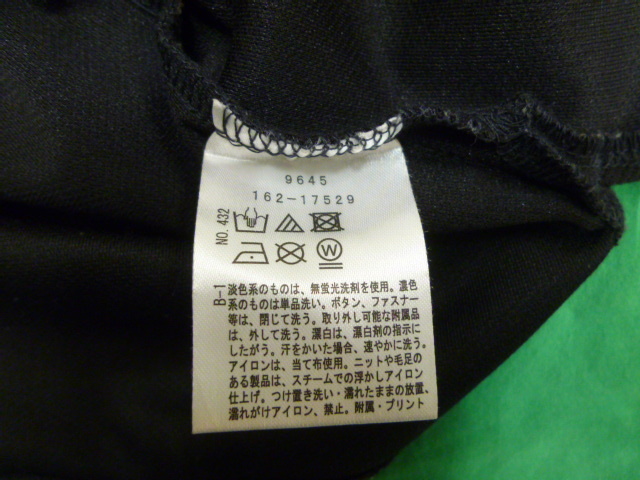 9645
162-17529
NO. 432
W
B-1
淡色系のものは、無蛍光洗剤を使用。濃色
系のものは単品洗い。ボタン、ファスナー
等は、閉じて洗う。取り外し可能な付属品
は、外して洗う。漂白は、漂白剤の指示に
したがう。汗をかいた場合、速やかに洗う。
アイロンは、当て布使用。ニットや毛足の
ある製品は、スチームでの浮かしアイロン
仕上げ。つけ置き洗い・濡れたままの放置、
濡れがけアイロン、禁止。附属・プリント